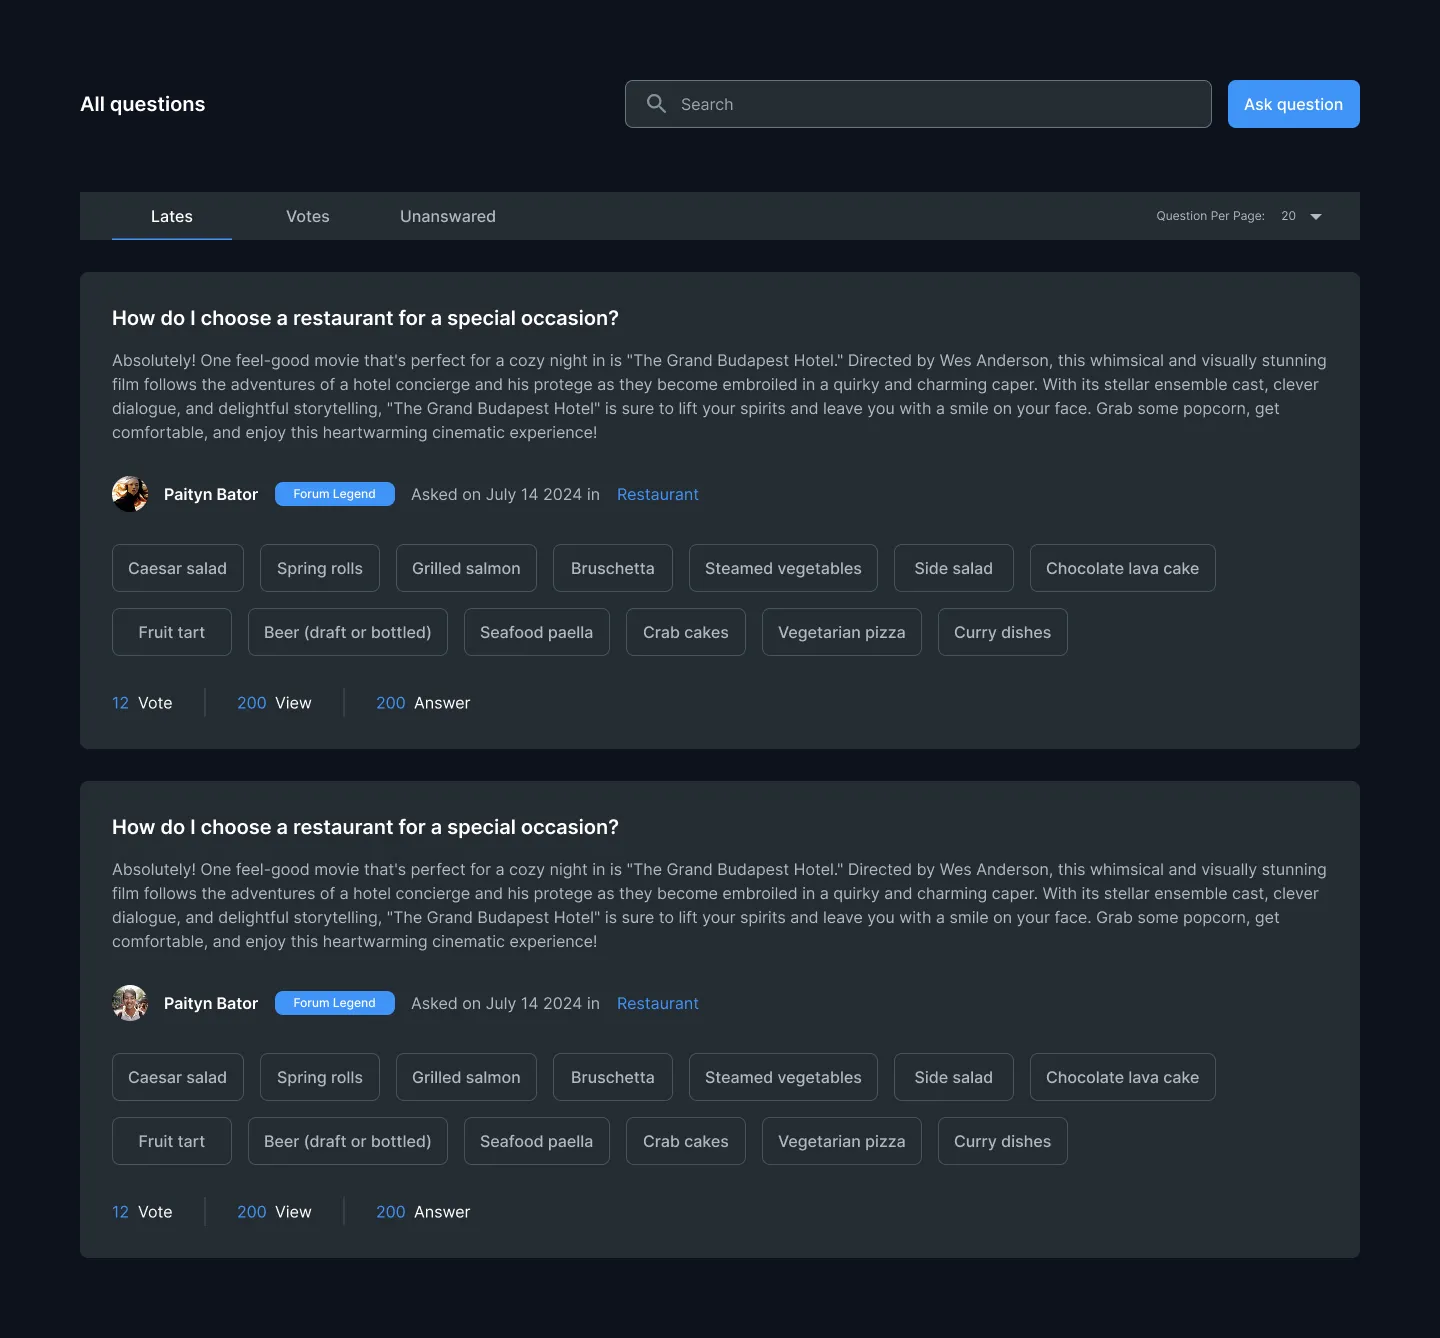 All questions
Search
Ask question
Lates Votes Unanswared Question Per Page: 20
How do I choose a restaurant for a special occasion?
Absolutely! One feel-good movie that's perfect for a cozy night in is "The Grand Budapest Hotel." Directed by Wes Anderson, this whimsical and visually stunning
film follows the adventures of a hotel concierge and his protege as they become embroiled in a quirky and charming caper. With its stellar ensemble cast, clever
dialogue, and delightful storytelling, "The Grand Budapest Hotel" is sure to lift your spirits and leave you with a smile on your face. Grab some popcorn, get
comfortable, and enjoy this heartwarming cinematic experience!
Paityn Bator Forum Legend Asked on July 14 2024 in Restaurant
Caesar salad Spring rolls Grilled salmon Bruschetta Steamed vegetables Side salad Chocolate lava cake
Fruit tart Beer (draft or bottled) Seafood paella Crab cakes Vegetarian pizza Curry dishes
12 Vote 200 View 200 Answer
How do I choose a restaurant for a special occasion?
Absolutely! One feel-good movie that's perfect for a cozy night in is "The Grand Budapest Hotel." Directed by Wes Anderson, this whimsical and visually stunning
film follows the adventures of a hotel concierge and his protege as they become embroiled in a quirky and charming caper. With its stellar ensemble cast, clever
dialogue, and delightful storytelling, "The Grand Budapest Hotel" is sure to lift your spirits and leave you with a smile on your face. Grab some popcorn, get
comfortable, and enjoy this heartwarming cinematic experience!
Paityn Bator Forum Legend Asked on July 14 2024 in Restaurant
Caesar salad Spring rolls Grilled salmon Bruschetta Steamed vegetables Side salad Chocolate lava cake
Fruit tart Beer (draft or bottled) Seafood paella Crab cakes Vegetarian pizza Curry dishes
12 Vote 200 View 200 Answer